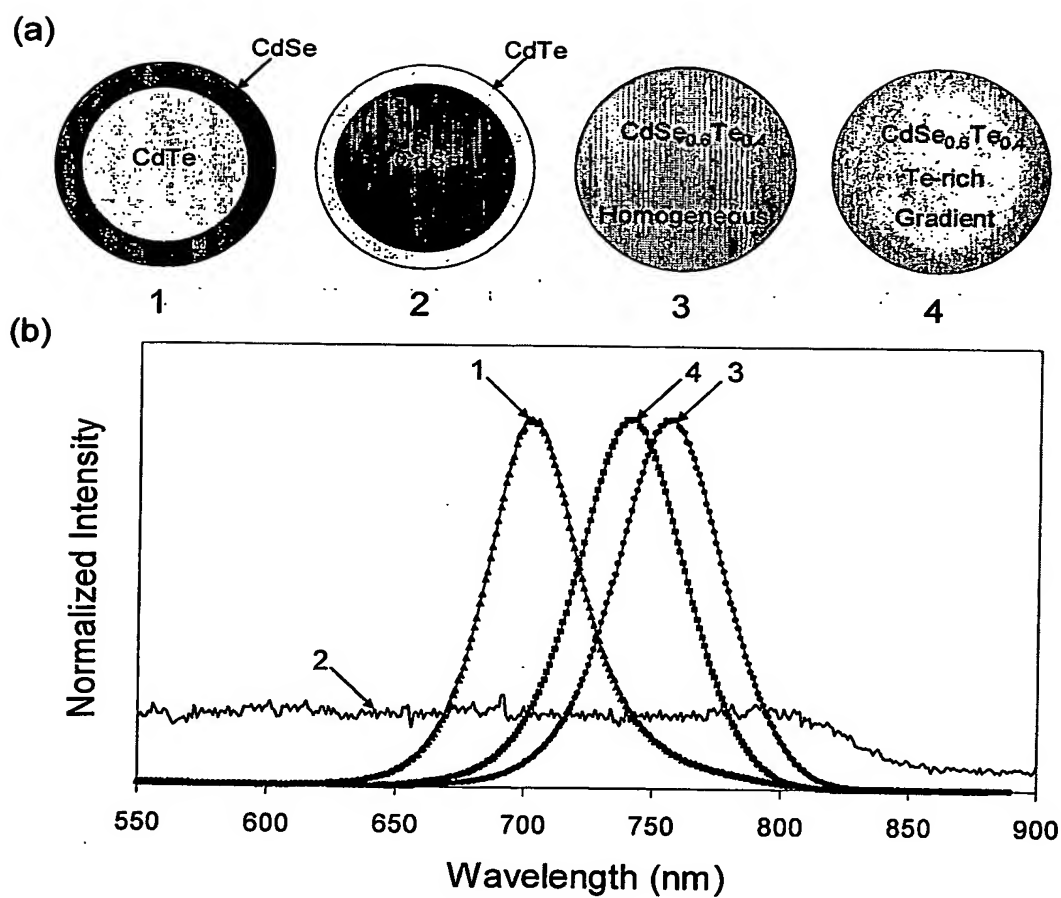 (a)
CdSe
CdTe
CdTe
CdSe
CdSe0.6Te0.4
Homogeneous
CdSe0.6Te0.4
Te-rich
Gradient
1
2
3
4
(b)
1
4
3
2
Normalized Intensity
550 600 650 700 750 800 850 900
Wavelength (nm)